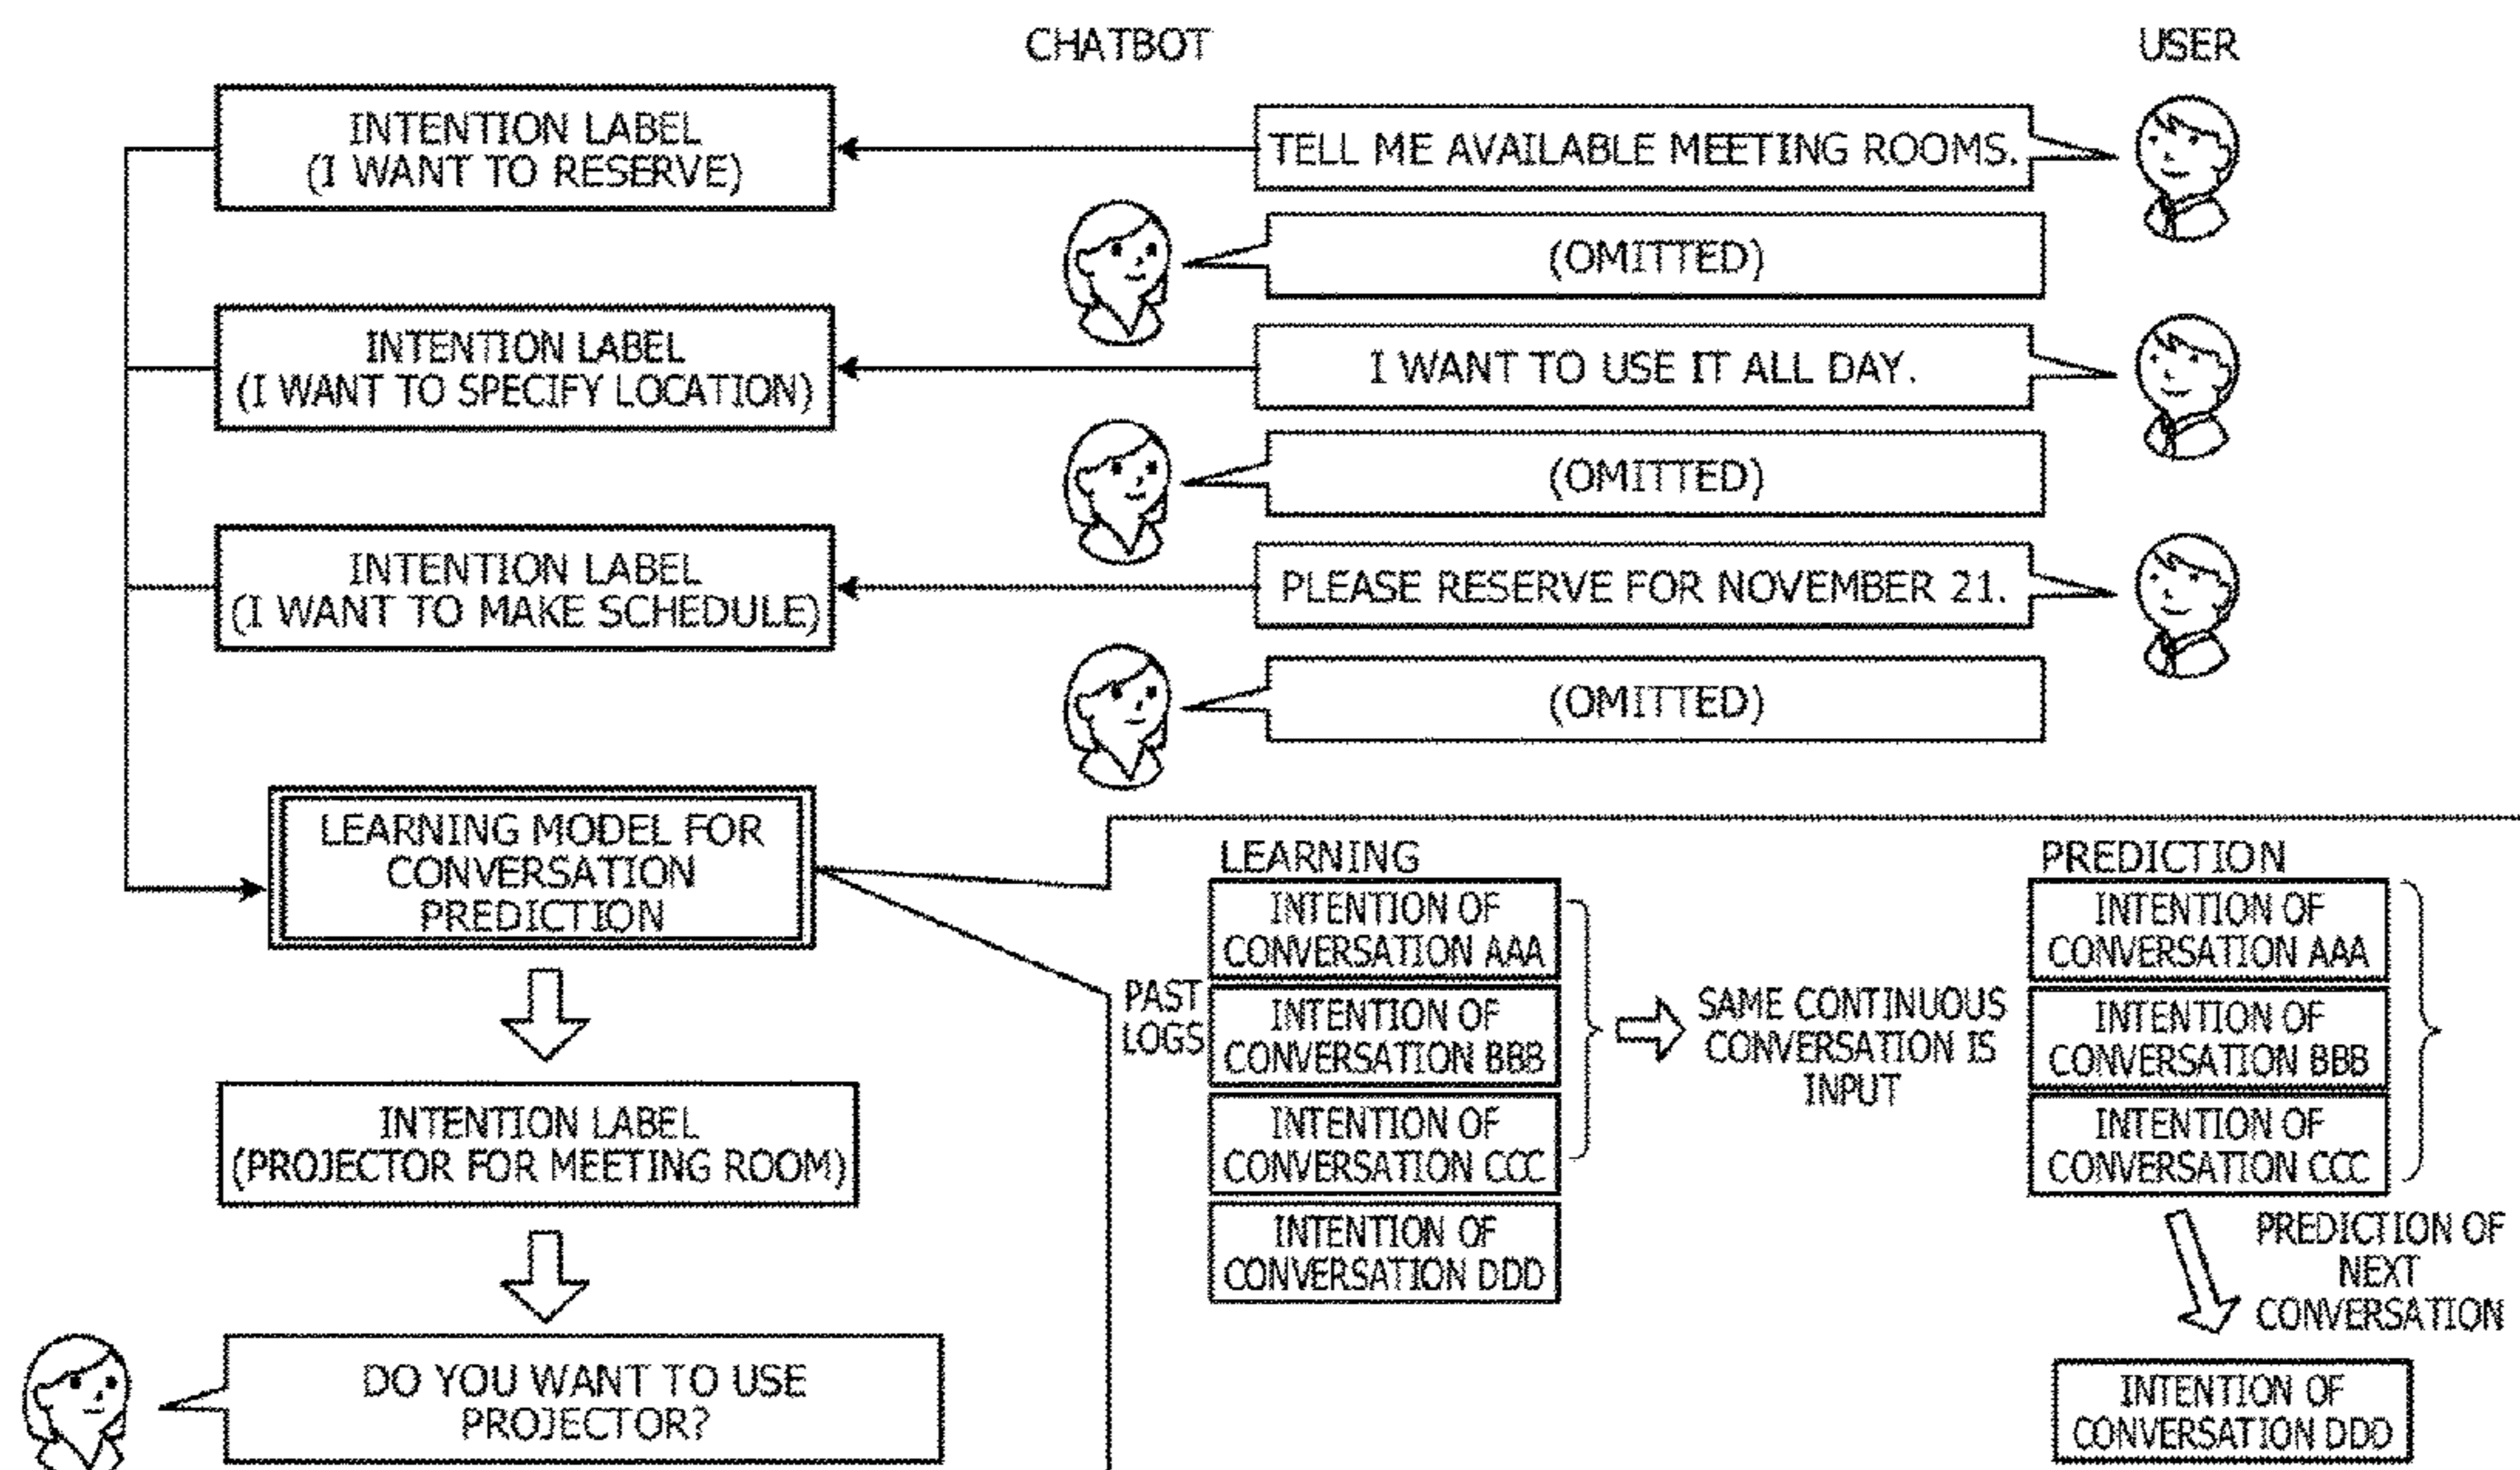 CHATBOT
USER
INTENTION LABEL
(I WANT TO RESERVE)
TELL ME AVAILABLE MEETING ROOMS.
(OMITTED)
INTENTION LABEL
(I WANT TO SPECIFY LOCATION)
I WANT TO USE IT ALL DAY.
(OMITTED)
INTENTION LABEL
(I WANT TO MAKE SCHEDULE)
PLEASE RESERVE FOR NOVEMBER 21.
(OMITTED)
LEARNING MODEL FOR
CONVERSATION
PREDICTION
INTENTION LABEL
(PROJECTOR FOR MEETING ROOM)
DO YOU WANT TO USE
PROJECTOR?
LEARNING
PAST
LOGS
INTENTION OF
CONVERSATION AAA
INTENTION OF
CONVERSATION BBB
INTENTION OF
CONVERSATION CCC
INTENTION OF
CONVERSATION DDD
SAME CONTINUOUS
CONVERSATION IS
INPUT
PREDICTION
INTENTION OF
CONVERSATION AAA
INTENTION OF
CONVERSATION BBB
INTENTION OF
CONVERSATION CCC
PREDICTION OF
NEXT
CONVERSATION
INTENTION OF
CONVERSATION DDD